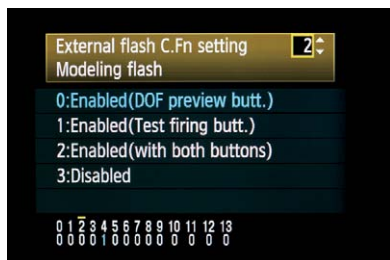 External flash C.Fn setting 2
Modeling flash
0:Enabled(DOF preview butt.)
1:Enabled(Test firing butt.)
2:Enabled(with both buttons)
3:Disabled
0 1 2 3 4 5 6 7 8 9 10 11 12 13
0 0 0 0 1 0 0 0 0 0 0 0 0 0